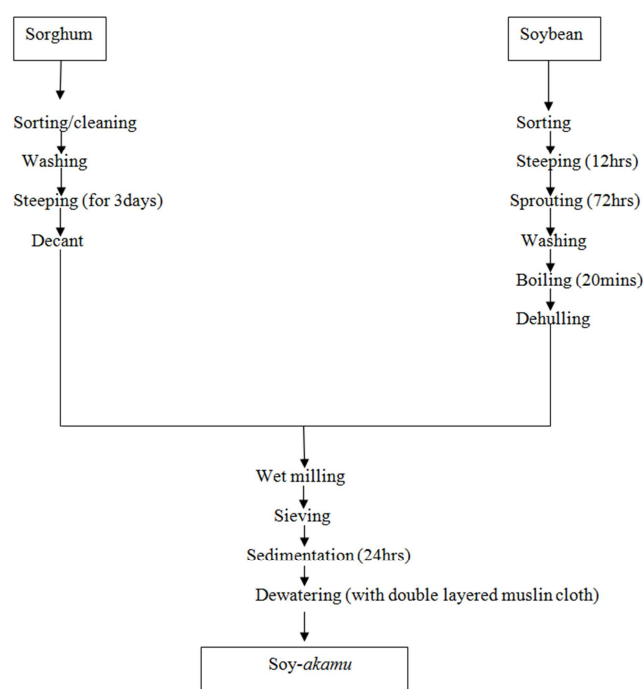 Sorghum
Sorting/cleaning
Washing
Steeping (for 3days)
Decant
Soybean
Sorting
Steeping (12hrs)
Sprouting (72hrs)
Washing
Boiling (20mins)
Dehulling
Wet milling
Sieving
Sedimentation (24hrs)
Dewatering (with double layered muslin cloth)
Soy-akamu